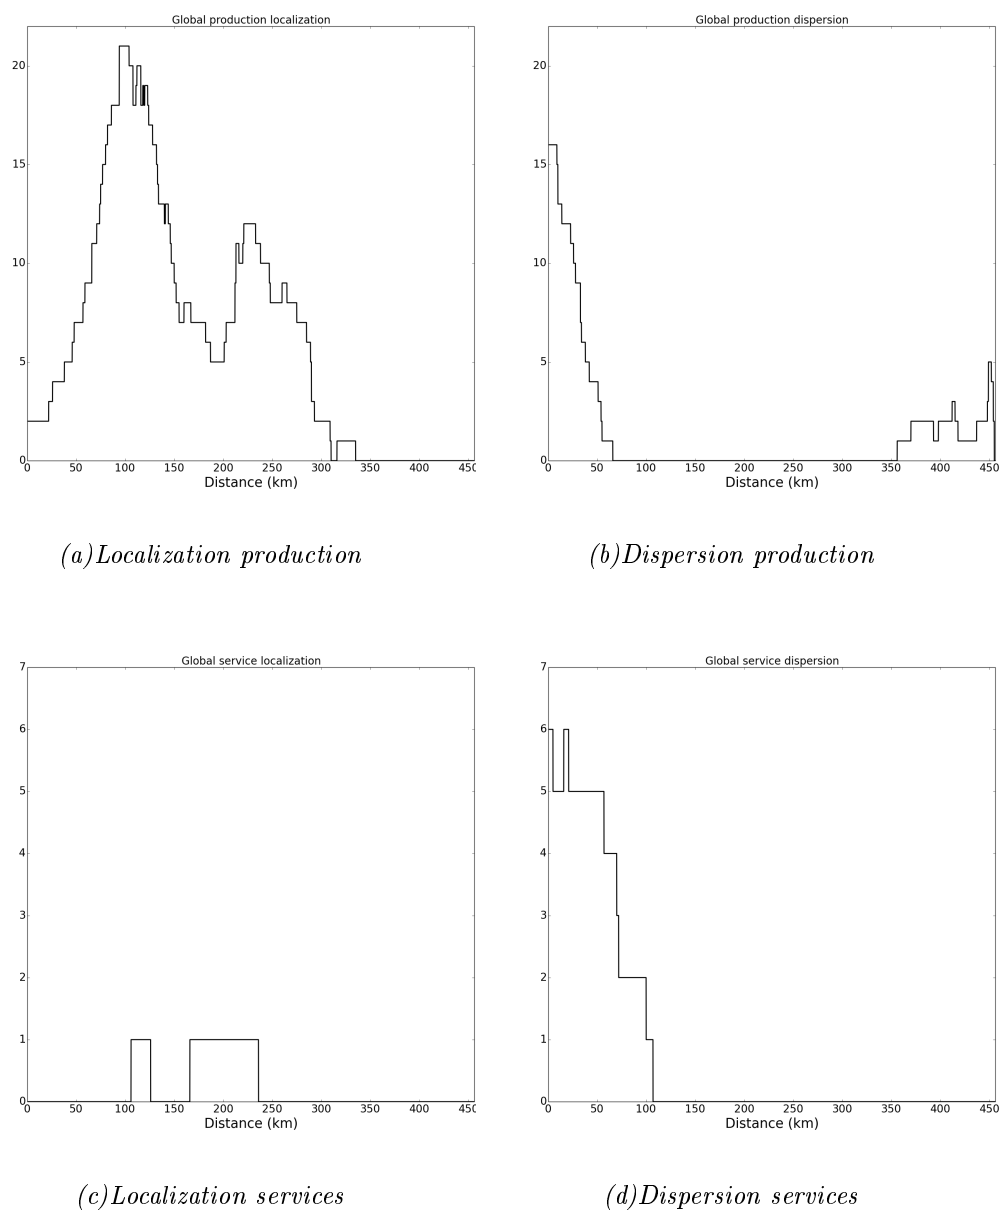 Global production localization
20
15
10
5
0
0 50 100 150 200 250 300 350 400 450
Distance (km)
(a)Localization production
Global production dispersion
20
15
10
5
0
0 50 100 150 200 250 300 350 400 450
Distance (km)
(b)Dispersion production
Global service localization
7
6
5
4
3
2
1
0
0 50 100 150 200 250 300 350 400 450
Distance (km)
(c)Localization services
Global service dispersion
7
6
5
4
3
2
1
0
0 50 100 150 200 250 300 350 400 450
Distance (km)
(d)Dispersion services